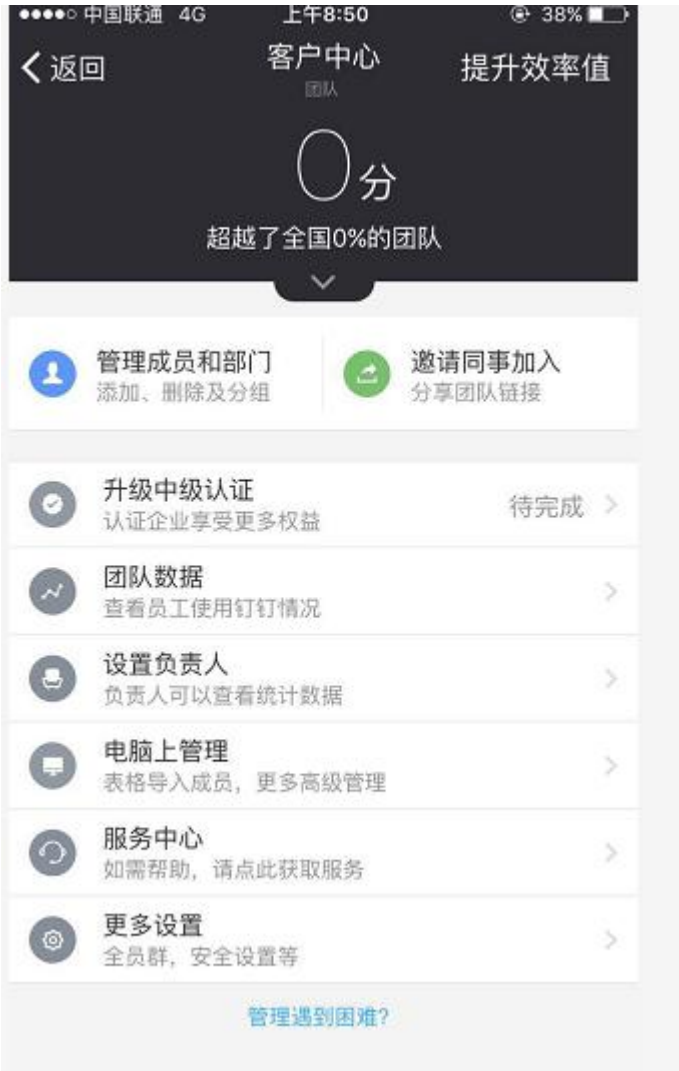 中国联通 4G 上午8:50 38%
返回 客户中心 提升效率值
团队
0分
超越了全国0%的团队
管理成员和部门 邀请同事加入
添加、删除及分组 分享团队链接
升级中级认证
认证企业享受更多权益 待完成
团队数据
查看员工使用钉钉情况
设置负责人
负责人可以查看统计数据
电脑上管理
表格导入成员，更多高级管理
服务中心
如需帮助，请点此获取服务
更多设置
全员群，安全设置等
管理遇到困难?